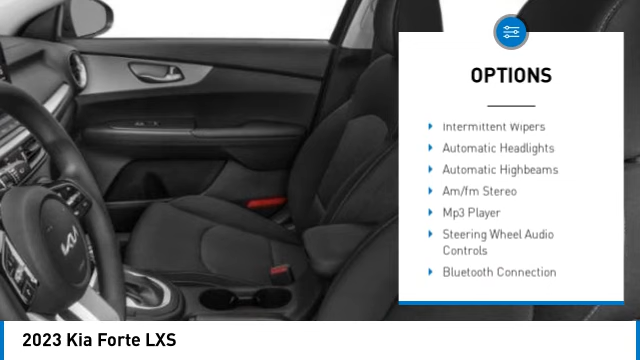 OPTIONS
Intermittent Wipers
Automatic Headlights
Automatic Highbeams
Am/fm Stereo
Mp3 Player
Steering Wheel Audio
Controls
Bluetooth Connection
2023 Kia Forte LXS